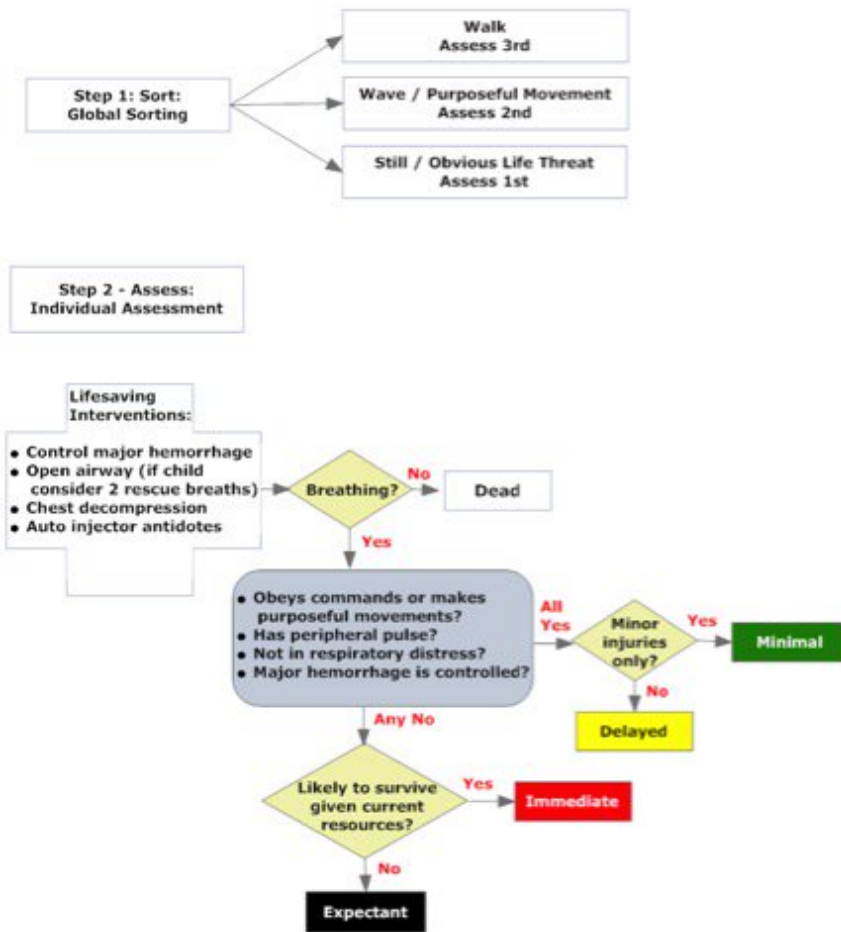 Walk
Assess 3rd
Step 1: Sort:
Global Sorting
Wave / Purposeful Movement
Assess 2nd
Still / Obvious Life Threat
Assess 1st
Step 2 - Assess:
Individual Assessment
Lifesaving
Interventions:
● Control major hemorrhage
● Open airway (if child
consider 2 rescue breaths)
● Chest decompression
● Auto injector antidotes
Breathing?
No
Dead
Yes
● Obeys commands or makes
purposeful movements?
● Has peripheral pulse?
● Not in respiratory distress?
● Major hemorrhage is controlled?
All
Yes
Minor
injuries
only?
Yes
Minimal
No
Delayed
Any No
Likely to survive
given current
resources?
Yes
Immediate
No
Expectant